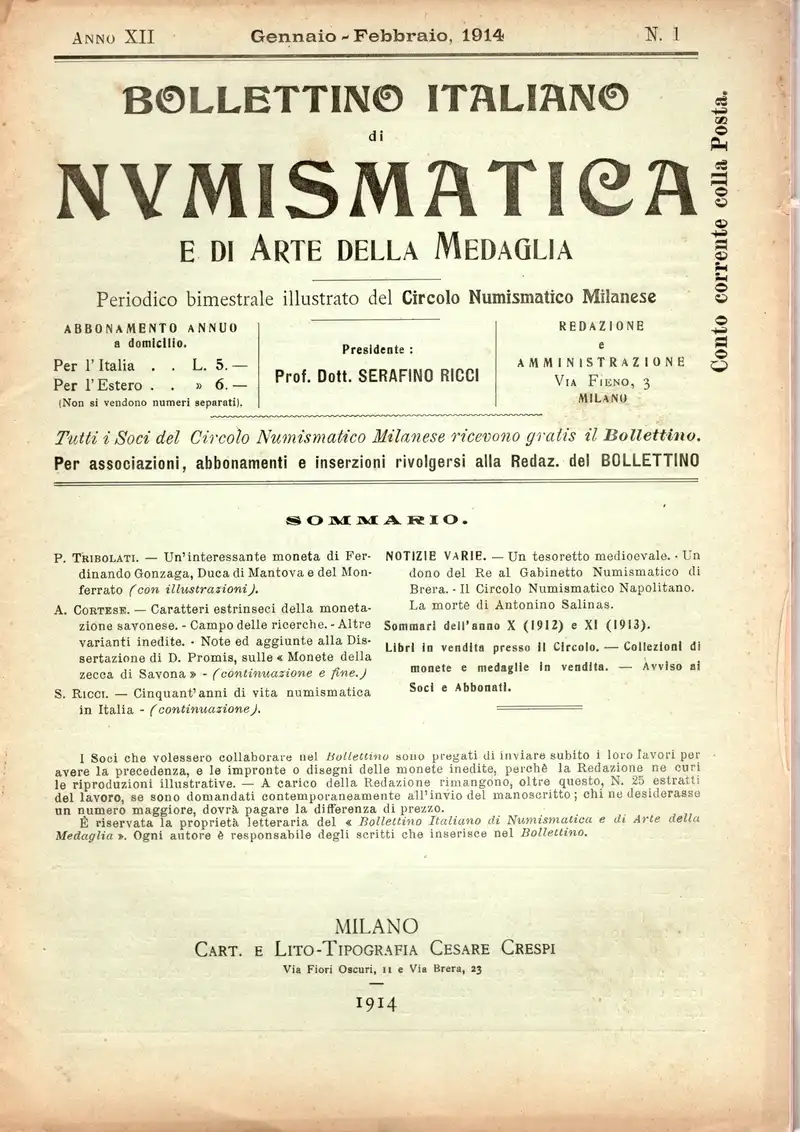 ANNO XII Gennaio - Febbraio, 1914 N. 1
BOLLETTINO ITALIANO
di
NVMISMATICA
E DI ARTE DELLA MEDAGLIA
Conto corrente colla Posta.
Periodico bimestrale illustrato del Circolo Numismatico Milanese
ABBONAMENTO ANNUO
a domicilio.
Per l'Italia . . L. 5.—
Per l'Estero . . » 6.—
(Non si vendono numeri separati).
Presidente :
Prof. Dott. SERAFINO RICCI
REDAZIONE
e
AMMINISTRAZIONE
VIA FIENO, 3
MILANO
Tutti i Soci del Circolo Numismatico Milanese ricevono gratis il Bollettino.
Per associazioni, abbonamenti e inserzioni rivolgersi alla Redaz. del BOLLETTINO
SOMMARIO.
P. TRIBOLATI. — Un'interessante moneta di Fer-
dinando Gonzaga, Duca di Mantova e del Mon-
ferrato (con illustrazioni).
A. CORTESE. — Caratteri estrinseci della moneta-
zione savonese. - Campo delle ricerche. - Altre
varianti inedite. - Note ed aggiunte alla Dis-
sertazione di D. Promis, sulle « Monete della
zecca di Savona » - (continuazione e fine.)
S. RICCI. — Cinquant'anni di vita numismatica
in Italia - (continuazione).
NOTIZIE VARIE. — Un tesoretto medioevale. - Un
dono del Re al Gabinetto Numismatico di
Brera. - Il Circolo Numismatico Napolitano.
La morte di Antonino Salinas.
Sommari dell'anno X (1912) e XI (1913).
Libri in vendita presso il Circolo. — Collezioni di
monete e medaglie in vendita. — Avviso ai
Soci e Abbonati.
I Soci che volessero collaborare nel Bollettino sono pregati di inviare subito i loro lavori per
avere la precedenza, e le impronte o disegni delle monete inedite, perchè la Redazione ne curi
le riproduzioni illustrative. — A carico della Redazione rimangono, oltre questo, N. 25 estratti
del lavoro, se sono domandati contemporaneamente all'invio del manoscritto ; chi ne desiderasse
un numero maggiore, dovrà pagare la differenza di prezzo.
È riservata la proprietà letteraria del « Bollettino Italiano di Numismatica e di Arte della
Medaglia ». Ogni autore è responsabile degli scritti che inserisce nel Bollettino.
MILANO
CART. E LITO-TIPOGRAFIA CESARE CRESPI
Via Fiori Oscuri, 11 e Via Brera, 23
1914